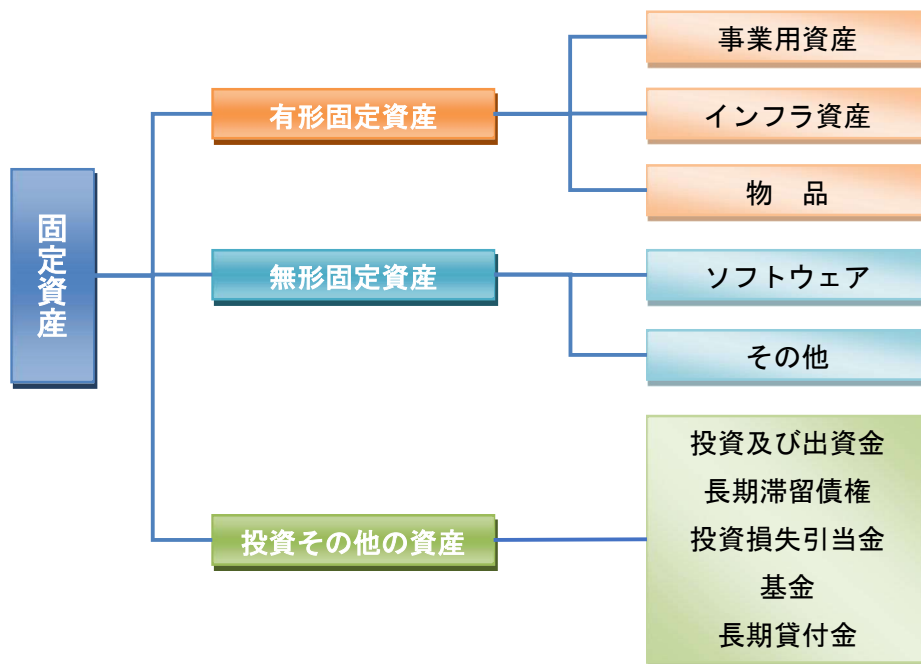 固定資産
有形固定資産
事業用資産
インフラ資産
物　品
無形固定資産
ソフトウェア
その他
投資その他の資産
投資及び出資金
長期滞留債権
投資損失引当金
基金
長期貸付金